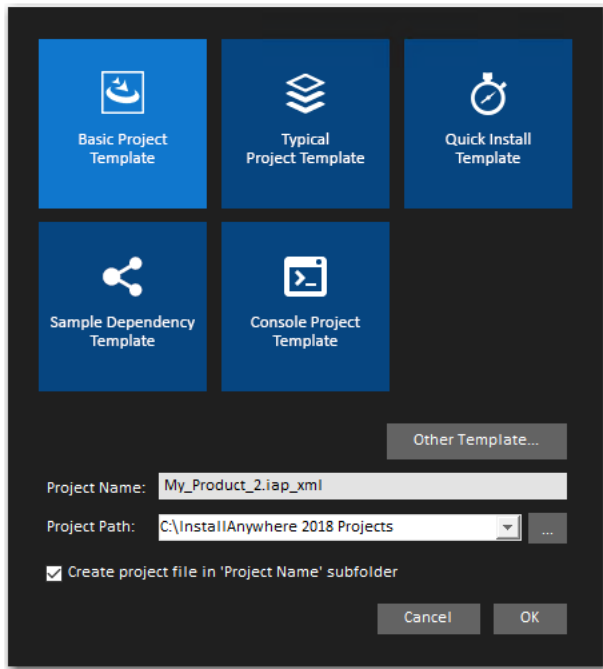 Basic Project
Template
Typical
Project Template
Quick Install
Template
Sample Dependency
Template
Console Project
Template
Other Template...
Project Name: My_Product_2.iap_xml
Project Path: C:\InstallAnywhere 2018 Projects ...
Create project file in 'Project Name' subfolder
Cancel OK